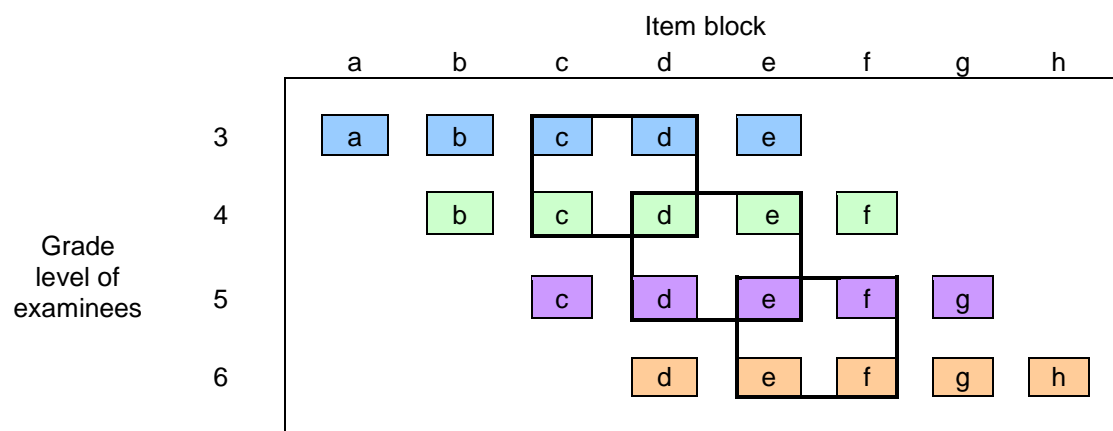 Item block
a b c d e f g h
3 a b c d e
4 b c d e f
Grade
level of
examinees
5 c d e f g
6 d e f g h